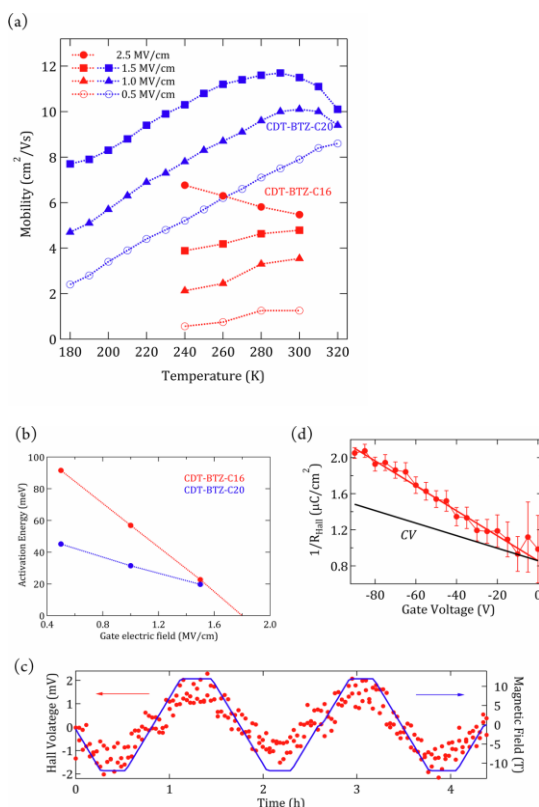 (a)
2.5 MV/cm
1.5 MV/cm
1.0 MV/cm
0.5 MV/cm
CDT-BTZ-C20
CDT-BTZ-C16
Mobility (cm²/Vs)
12
10
8
6
4
2
0
180 200 220 240 260 280 300 320
Temperature (K)
(b)
CDT-BTZ-C16
CDT-BTZ-C20
Activation Energy (meV)
100
80
60
40
20
0
0.4 0.8 1.2 1.6 2.0
Gate electric field (MV/cm)
(d)
1/RHall (μC/cm²)
2.4
2.0
1.6
1.2
0.8
CV
-80 -60 -40 -20 0
Gate Voltage (V)
(c)
Hall Volatege (mV)
2
1
0
-1
-2
Magnetic Field (T)
10
5
0
-5
-10
0 1 2 3 4
Time (h)